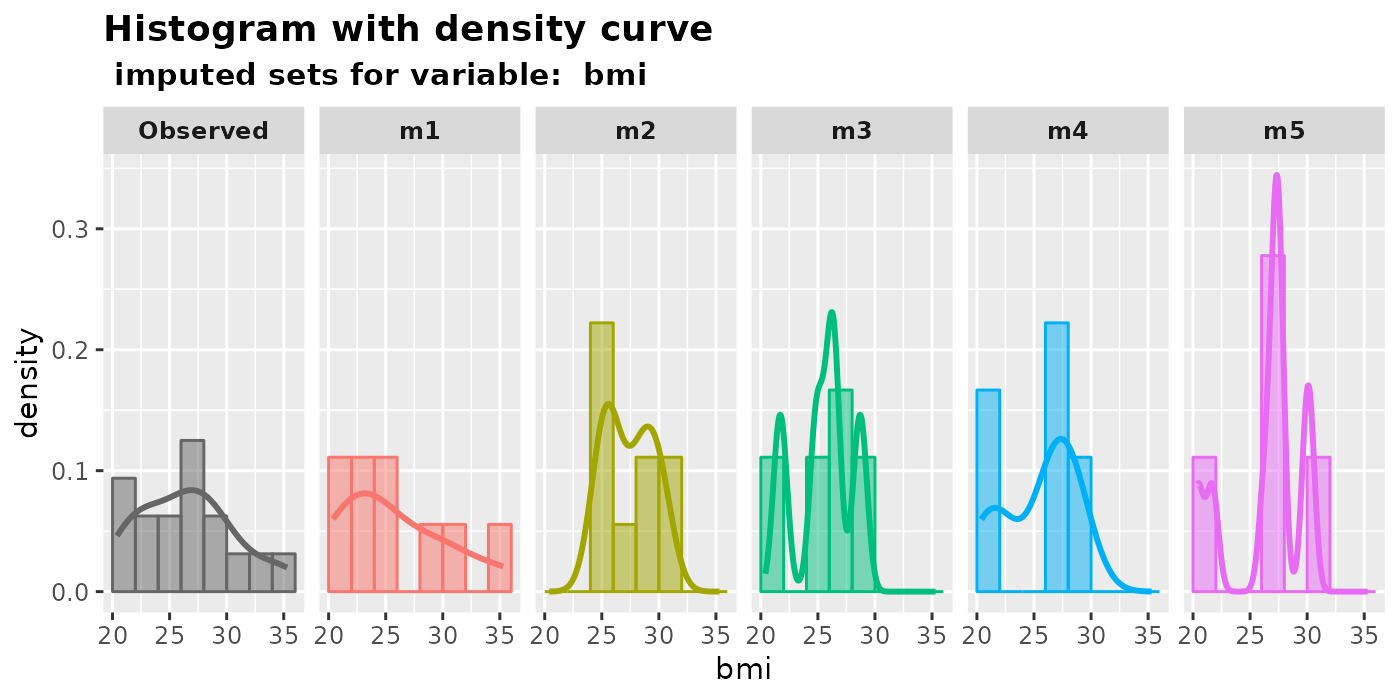 Histogram with density curve
imputed sets for variable:  bmi
Observed m1 m2 m3 m4 m5
density
0.3
0.2
0.1
0.0
20 25 30 35 20 25 30 35 20 25 30 35 20 25 30 35 20 25 30 35 20 25 30 35
bmi